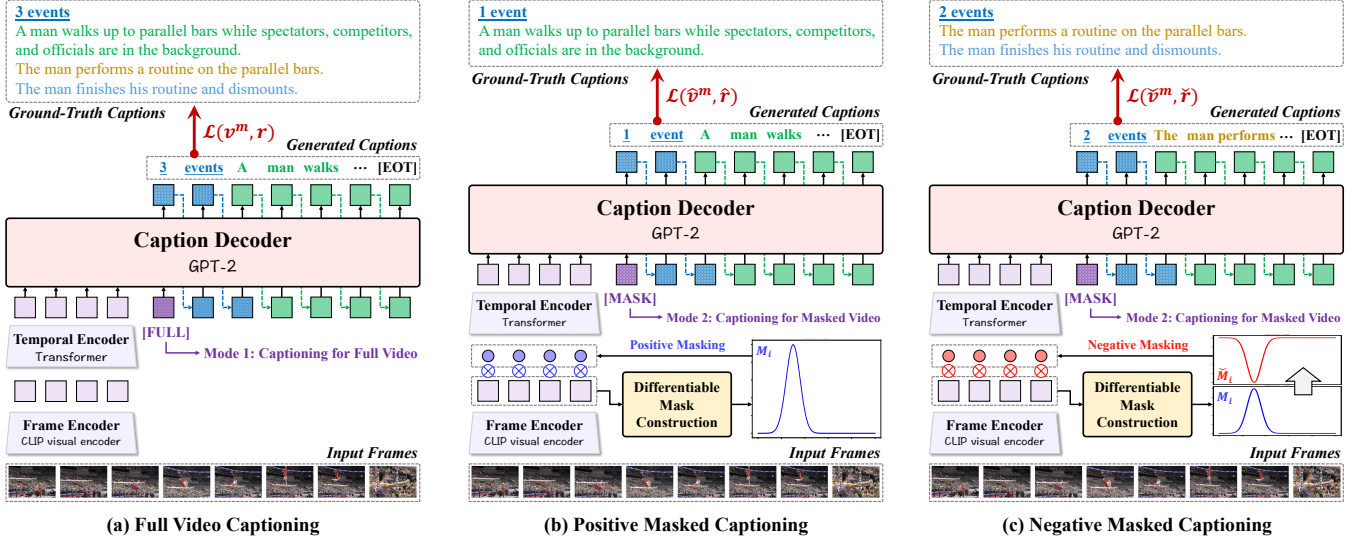 3 events
A man walks up to parallel bars while spectators, competitors,
and officials are in the background.
The man performs a routine on the parallel bars.
The man finishes his routine and dismounts.
Ground-Truth Captions
ℒ(v^m, r)
Generated Captions
3 events A man walks ... [EOT]
Caption Decoder
GPT-2
Temporal Encoder
Transformer
[FULL]
Mode 1: Captioning for Full Video
Frame Encoder
CLIP visual encoder
Input Frames
(a) Full Video Captioning
1 event
A man walks up to parallel bars while spectators, competitors,
and officials are in the background.
Ground-Truth Captions
ℒ(v̂^m, r̂)
Generated Captions
1 event A man walks ... [EOT]
Caption Decoder
GPT-2
Temporal Encoder
Transformer
[MASK]
Mode 2: Captioning for Masked Video
Positive Masking
M_i
Differentiable
Mask
Construction
Frame Encoder
CLIP visual encoder
Input Frames
(b) Positive Masked Captioning
2 events
The man performs a routine on the parallel bars.
The man finishes his routine and dismounts.
Ground-Truth Captions
ℒ(v̆^m, r̆)
Generated Captions
2 events The man performs ... [EOT]
Caption Decoder
GPT-2
Temporal Encoder
Transformer
[MASK]
Mode 2: Captioning for Masked Video
Negative Masking
M̆_i
M_i
Differentiable
Mask
Construction
Frame Encoder
CLIP visual encoder
Input Frames
(c) Negative Masked Captioning